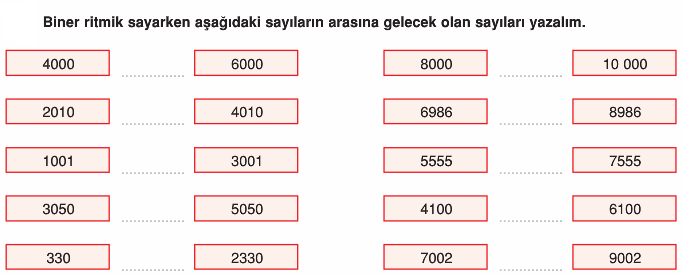 Biner ritmik sayarken aşağıdaki sayıların arasına gelecek olan sayıları yazalım.
4000 ............ 6000 8000 ............ 10 000
2010 ............ 4010 6986 ............ 8986
1001 ............ 3001 5555 ............ 7555
3050 ............ 5050 4100 ............ 6100
330 ............ 2330 7002 ............ 9002